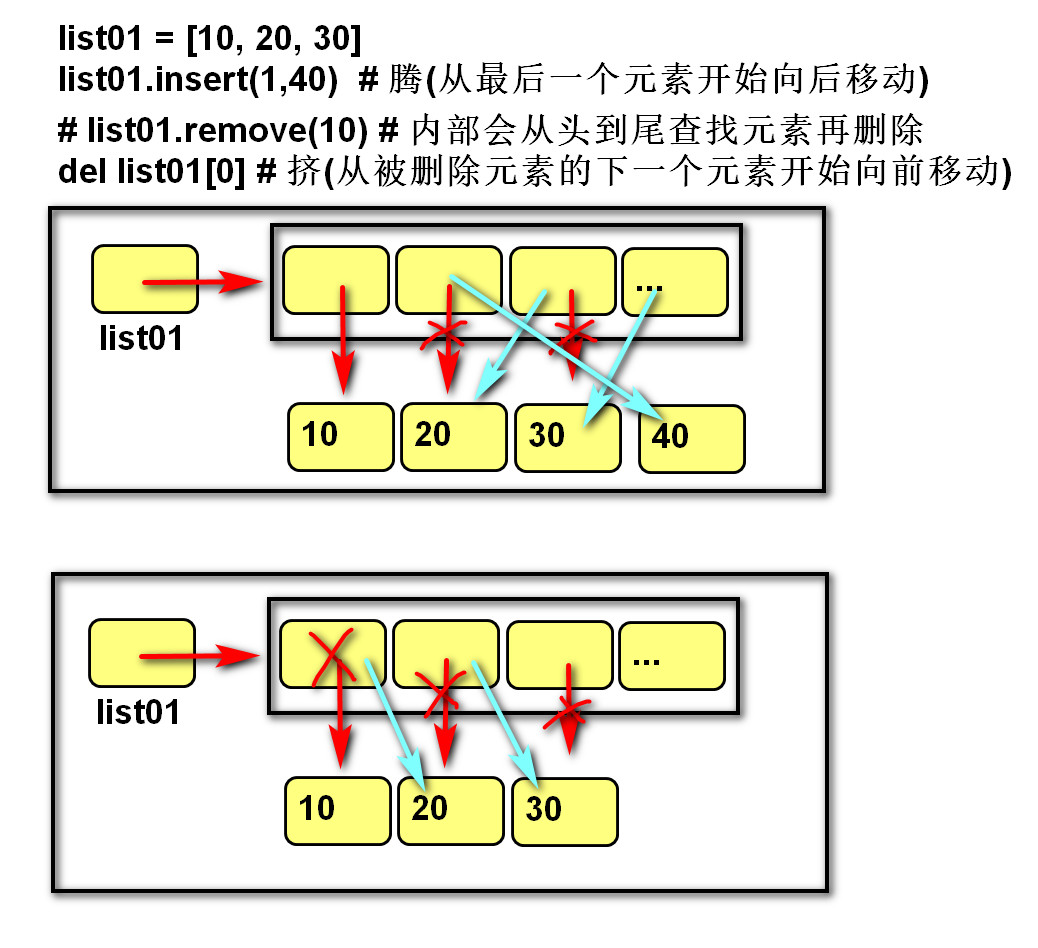 list01 = [10, 20, 30]
list01.insert(1,40)  # 腾(从最后一个元素开始向后移动)
# list01.remove(10) # 内部会从头到尾查找元素再删除
del list01[0] # 挤(从被删除元素的下一个元素开始向前移动)
...
list01
10 20 30 40
...
list01
10 20 30